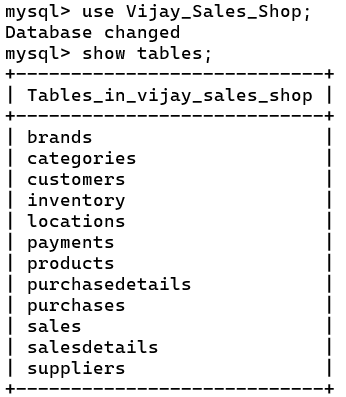 mysql> use Vijay_Sales_Shop;
Database changed
mysql> show tables;
+----------------------------+
| Tables_in_vijay_sales_shop |
+----------------------------+
| brands                     |
| categories                 |
| customers                  |
| inventory                  |
| locations                  |
| payments                   |
| products                   |
| purchasedetails            |
| purchases                  |
| sales                      |
| salesdetails               |
| suppliers                  |
+----------------------------+